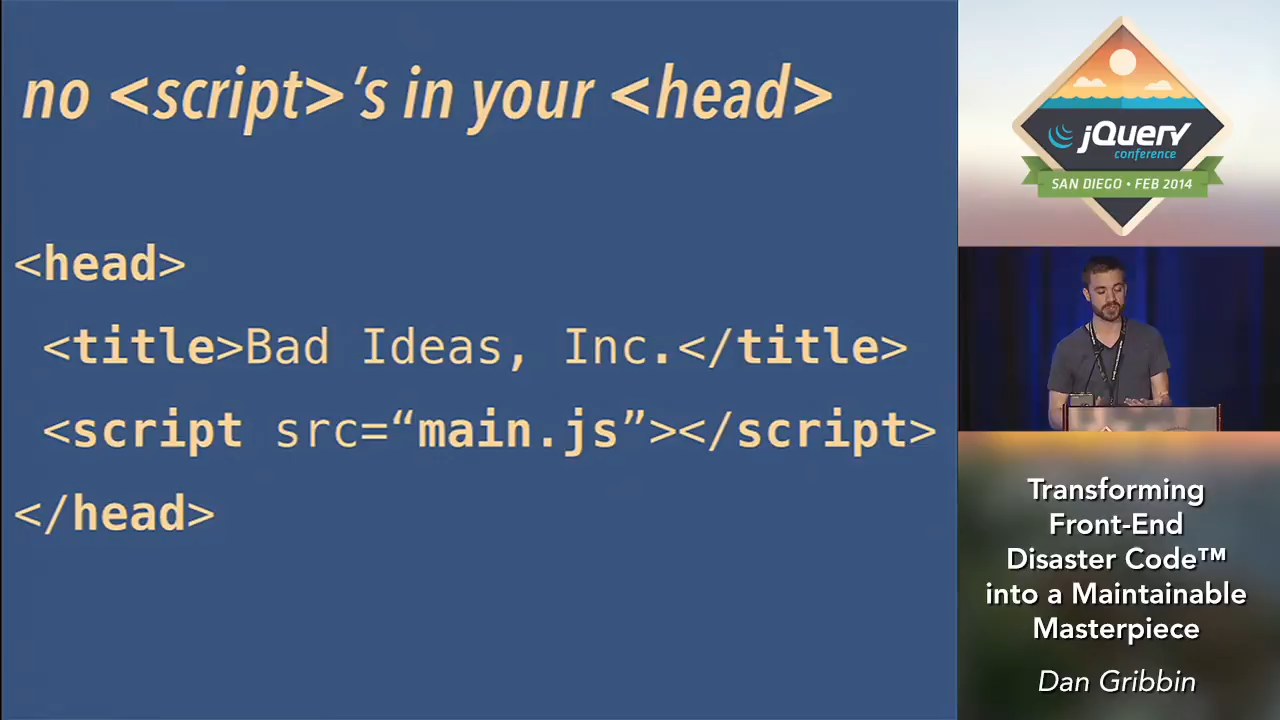 no <script>’s in your <head>
<head>
<title>Bad Ideas, Inc.</title>
<script src=“main.js”></script>
</head>
jQuery
conference
SAN DIEGO • FEB 2014
Transforming
Front-End
Disaster Code™
into a Maintainable
Masterpiece
Dan Gribbin